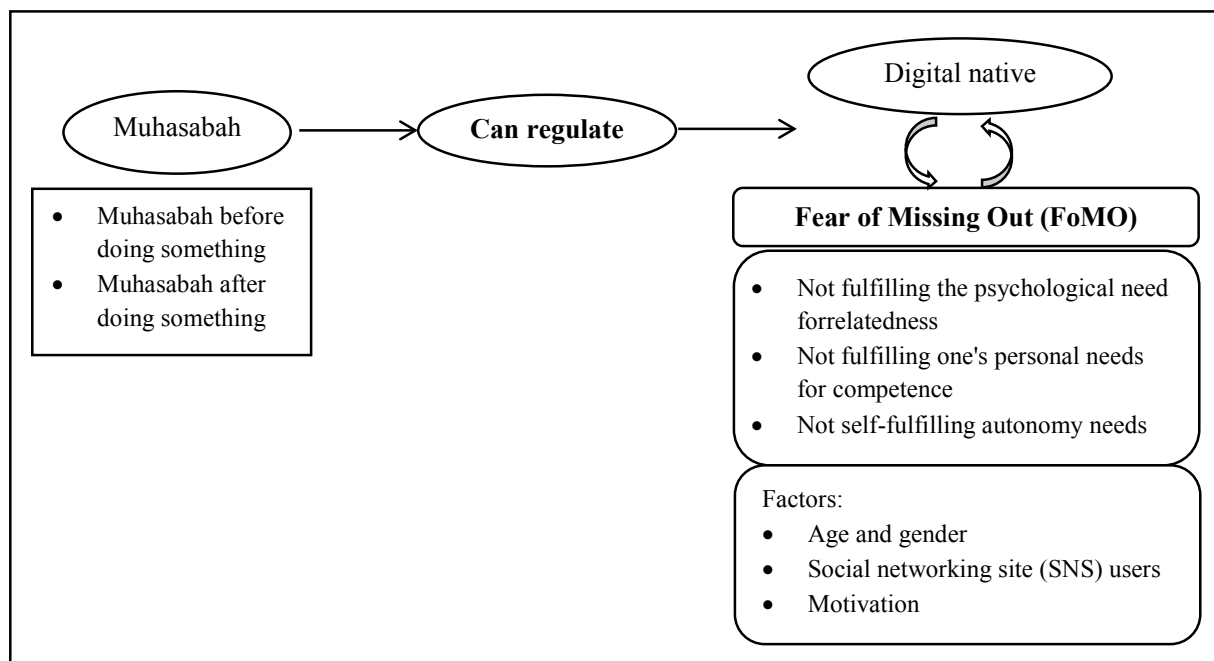 Muhasabah
Can regulate
Digital native
• Muhasabah before
doing something
• Muhasabah after
doing something
Fear of Missing Out (FoMO)
• Not fulfilling the psychological need
forrelatedness
• Not fulfilling one's personal needs
for competence
• Not self-fulfilling autonomy needs
Factors:
• Age and gender
• Social networking site (SNS) users
• Motivation